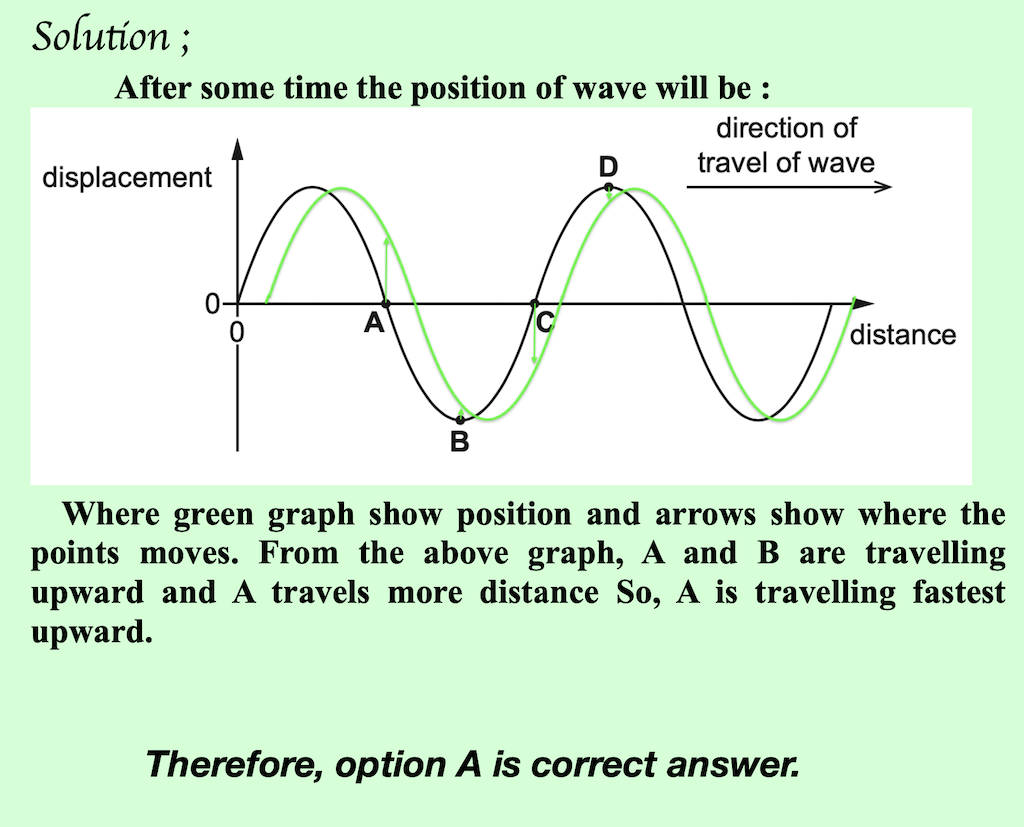 Solution ;
After some time the position of wave will be :
direction of
travel of wave
displacement
D
0
0
A
C
distance
B
Where green graph show position and arrows show where the
points moves. From the above graph, A and B are travelling
upward and A travels more distance So, A is travelling fastest
upward.
Therefore, option A is correct answer.